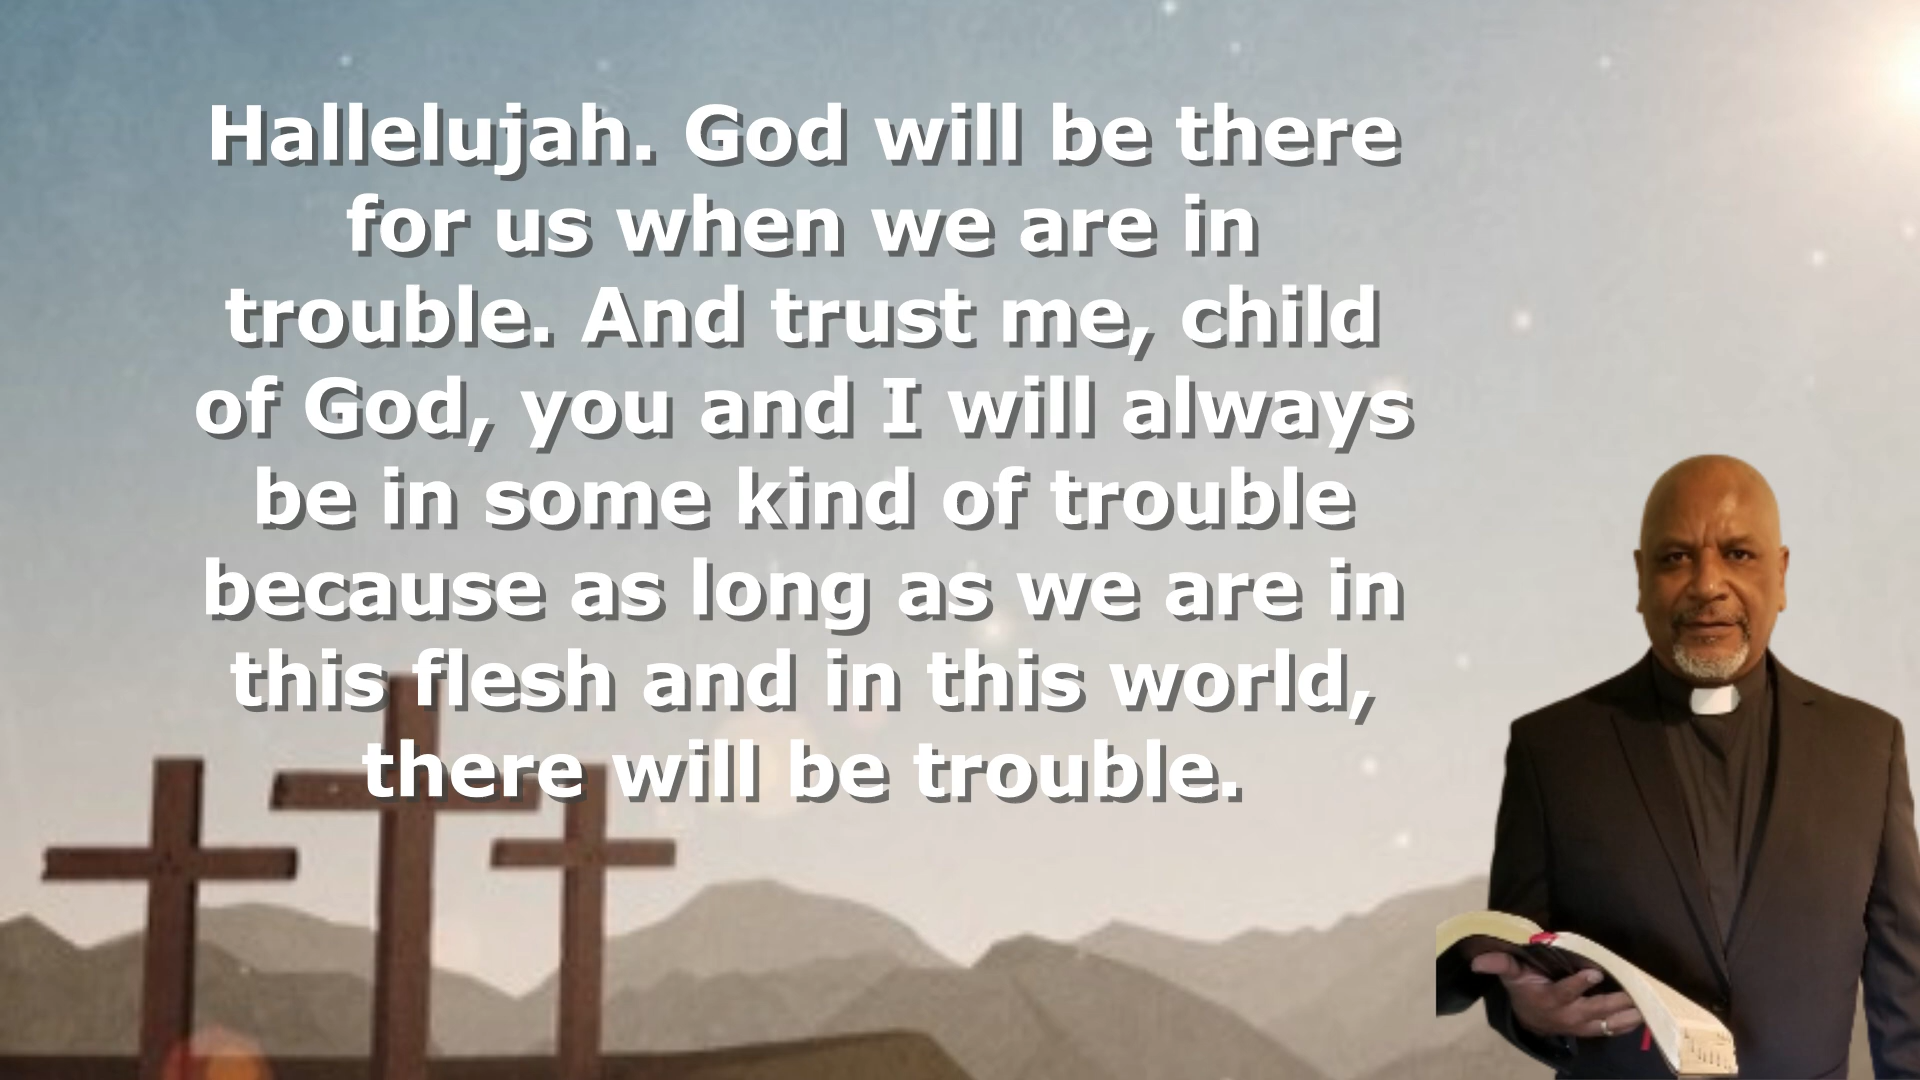 Hallelujah. God will be there
for us when we are in
trouble. And trust me, child
of God, you and I will always
be in some kind of trouble
because as long as we are in
this flesh and in this world,
there will be trouble.